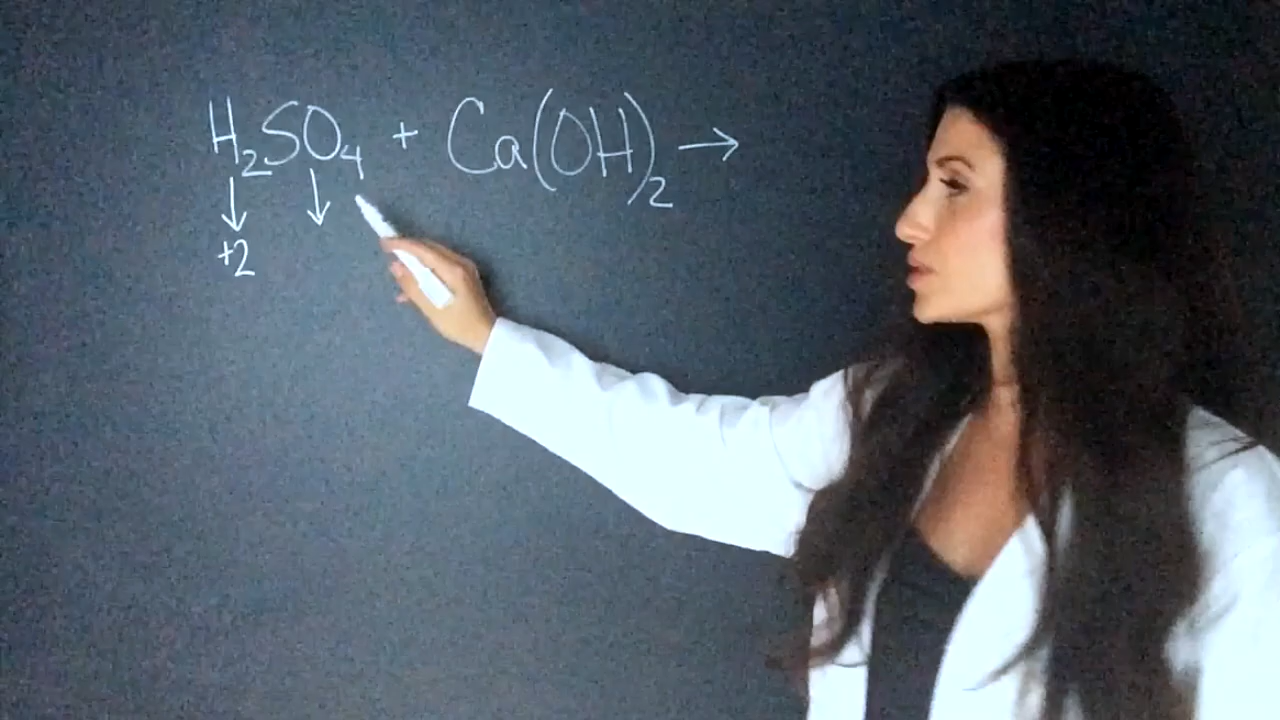 H₂SO₄ + Ca(OH)₂ →
↓ ↓
+2